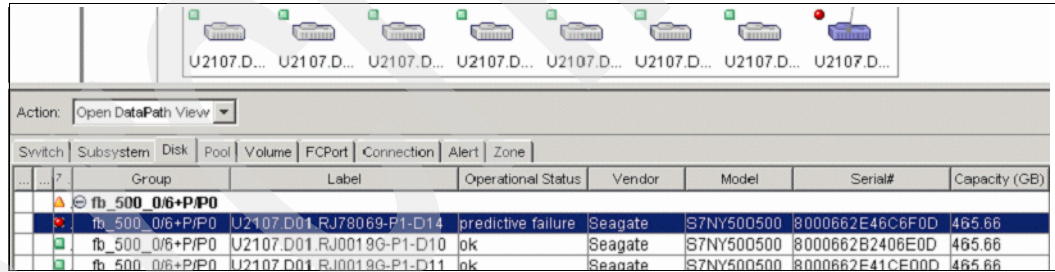 U2107.D... U2107.D... U2107.D... U2107.D... U2107.D... U2107.D... U2107.D... U2107.D...
Action: Open DataPath View
Switch Subsystem Disk Pool Volume FCPort Connection Alert Zone
... ... ? . Group Label Operational Status Vendor Model Serial# Capacity (GB)
fb_500_0/6+P/P0
fb_500_0/6+P/P0 U2107.D01.RJ78069-P1-D14 predictive failure Seagate S7NY500500 8000662E46C6F0D 465.66
fb_500_0/6+P/P0 U2107.D01.RJ0019G-P1-D10 ok Seagate S7NY500500 8000662B2406E0D 465.66
fb_500_0/6+P/P0 U2107.D01.RJ0019G-P1-D11 ok Seagate S7NY500500 8000662E41CE00D 465.66